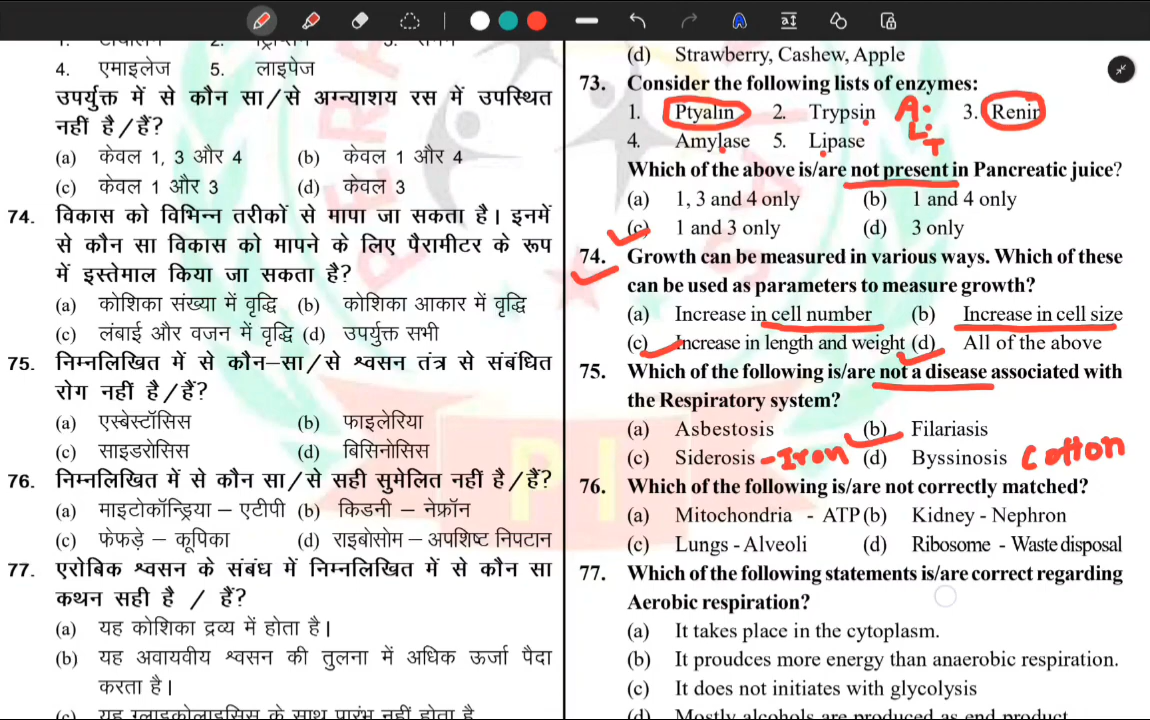 4. एमाइलेज 5. लाइपेज
उपर्युक्त में से कौन सा/से अग्न्याशय रस में उपस्थित
नहीं है/हैं?
(a) केवल 1, 3 और 4 (b) केवल 1 और 4
(c) केवल 1 और 3 (d) केवल 3
74. विकास को विभिन्न तरीकों से मापा जा सकता है। इनमें
से कौन सा विकास को मापने के लिए पैरामीटर के रूप
में इस्तेमाल किया जा सकता है?
(a) कोशिका संख्या में वृद्धि (b) कोशिका आकार में वृद्धि
(c) लंबाई और वजन में वृद्धि (d) उपर्युक्त सभी
75. निम्नलिखित में से कौन-सा/से श्वसन तंत्र से संबंधित
रोग नहीं है/हैं?
(a) एस्बेस्टॉसिस (b) फाइलेरिया
(c) साइडरोसिस (d) बिसिनोसिस
76. निम्नलिखित में से कौन सा/से सही सुमेलित नहीं है/हैं?
(a) माइटोकॉन्ड्रिया – एटीपी (b) किडनी – नेफ्रॉन
(c) फेफड़े – कूपिका (d) राइबोसोम – अपशिष्ट निपटान
77. एरोबिक श्वसन के संबंध में निम्नलिखित में से कौन सा
कथन सही है / हैं?
(a) यह कोशिका द्रव्य में होता है।
(b) यह अवायवीय श्वसन की तुलना में अधिक ऊर्जा पैदा
करता है।
(c) यह ग्लाइकोलाइसिस के साथ प्रारंभ नहीं होता है
(d) Strawberry, Cashew, Apple
73. Consider the following lists of enzymes:
1. Ptyalin 2. Trypsin A. 3. Renin
4. Amylase 5. Lipase L. T
Which of the above is/are not present in Pancreatic juice?
(a) 1, 3 and 4 only (b) 1 and 4 only
(c) 1 and 3 only (d) 3 only
74. Growth can be measured in various ways. Which of these
can be used as parameters to measure growth?
(a) Increase in cell number (b) Increase in cell size
(c) Increase in length and weight (d) All of the above
75. Which of the following is/are not a disease associated with
the Respiratory system?
(a) Asbestosis (b) Filariasis
(c) Siderosis - Iron (d) Byssinosis Cotton
76. Which of the following is/are not correctly matched?
(a) Mitochondria - ATP (b) Kidney - Nephron
(c) Lungs - Alveoli (d) Ribosome - Waste disposal
77. Which of the following statements is/are correct regarding
Aerobic respiration?
(a) It takes place in the cytoplasm.
(b) It proudces more energy than anaerobic respiration.
(c) It does not initiates with glycolysis
(d) Mostly alcohols are produced as end product